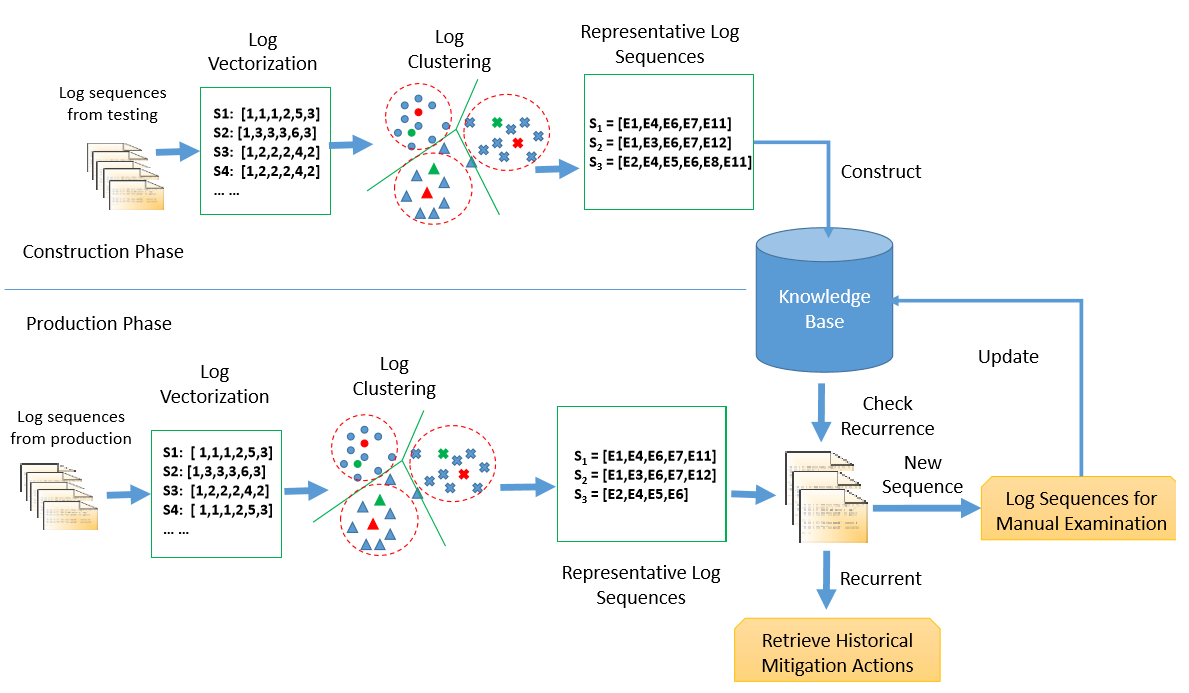 Log
Vectorization
Log
Clustering
Representative Log
Sequences
Log sequences
from testing
S1: [1,1,1,2,5,3]
S2: [1,3,3,3,6,3]
S3: [1,2,2,2,4,2]
S4: [1,2,2,2,4,2]
... ...
S1 = [E1,E4,E6,E7,E11]
S2 = [E1,E3,E6,E7,E12]
S3 = [E2,E4,E5,E6,E8,E11]
Construct
Construction Phase
Knowledge
Base
Production Phase
Update
Log
Vectorization
Log
Clustering
Check
Recurrence
Log sequences
from production
S1: [ 1,1,1,2,5,3]
S2: [1,3,3,3,6,3]
S3: [1,2,2,2,4,2]
S4: [ 1,1,1,2,5,3]
... ...
S1 = [E1,E4,E6,E7,E11]
S2 = [E1,E3,E6,E7,E12]
S3 = [E2,E4,E5,E6]
New
Sequence
Log Sequences for
Manual Examination
Representative Log
Sequences
Recurrent
Retrieve Historical
Mitigation Actions